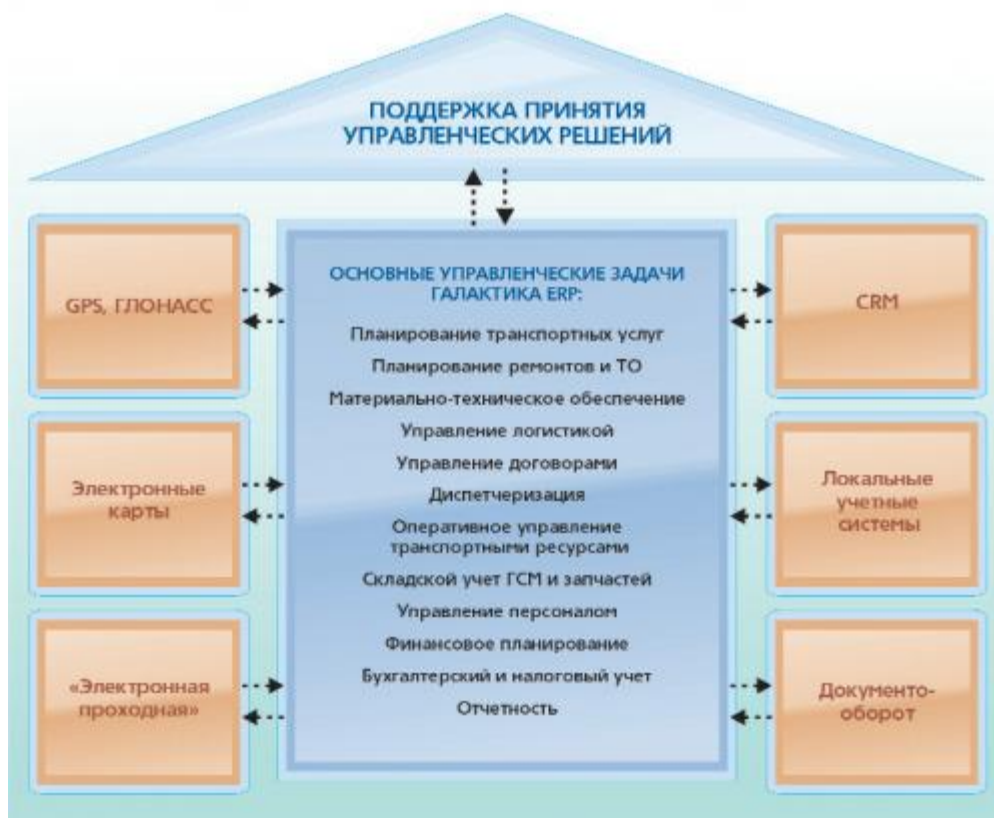 ПОДДЕРЖКА ПРИНЯТИЯ
УПРАВЛЕНЧЕСКИХ РЕШЕНИЙ
GPS, ГЛОНАСС
Электронные
карты
«Электронная
проходная»
ОСНОВНЫЕ УПРАВЛЕНЧЕСКИЕ ЗАДАЧИ
ГАЛАКТИКА ERP:
Планирование транспортных услуг
Планирование ремонтов и ТО
Материально-техническое обеспечение
Управление логистикой
Управление договорами
Диспетчеризация
Оперативное управление
транспортными ресурсами
Складской учет ГСМ и запчастей
Управление персоналом
Финансовое планирование
Бухгалтерский и налоговый учет
Отчетность
CRM
Локальные
учетные
системы
Документо-
оборот